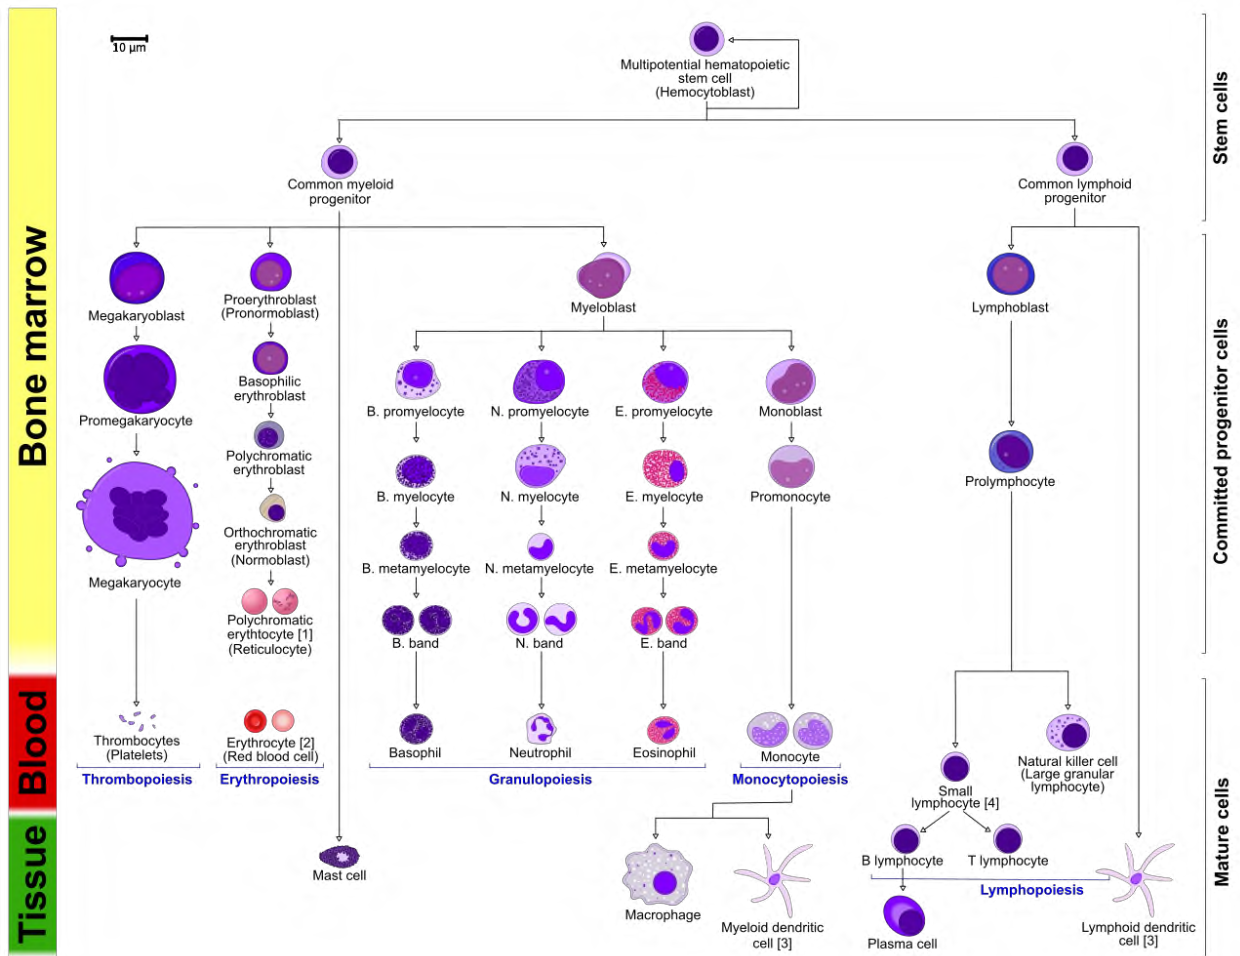 10 µm
Multipotential hematopoietic
stem cell
(Hemocytoblast)
Stem cells
Common myeloid
progenitor
Common lymphoid
progenitor
Bone marrow
Committed progenitor cells
Megakaryoblast
Proerythroblast
(Pronormoblast)
Myeloblast
Lymphoblast
Basophilic
erythroblast
Promegakaryocyte
B. promyelocyte
N. promyelocyte
E. promyelocyte
Monoblast
Polychromatic
erythroblast
Prolymphocyte
B. myelocyte
N. myelocyte
E. myelocyte
Promonocyte
Orthochromatic
erythroblast
(Normoblast)
Megakaryocyte
B. metamyelocyte
N. metamyelocyte
E. metamyelocyte
Polychromatic
erythtocyte [1]
(Reticulocyte)
B. band
N. band
E. band
Blood
Mature cells
Thrombocytes
(Platelets)
Erythrocyte [2]
(Red blood cell)
Basophil
Neutrophil
Eosinophil
Monocyte
Natural killer cell
(Large granular
lymphocyte)
Thrombopoiesis
Erythropoiesis
Granulopoiesis
Monocytopoiesis
Small
lymphocyte [4]
Tissue
Mast cell
B lymphocyte
T lymphocyte
Lymphopoiesis
Macrophage
Myeloid dendritic
cell [3]
Plasma cell
Lymphoid dendritic
cell [3]